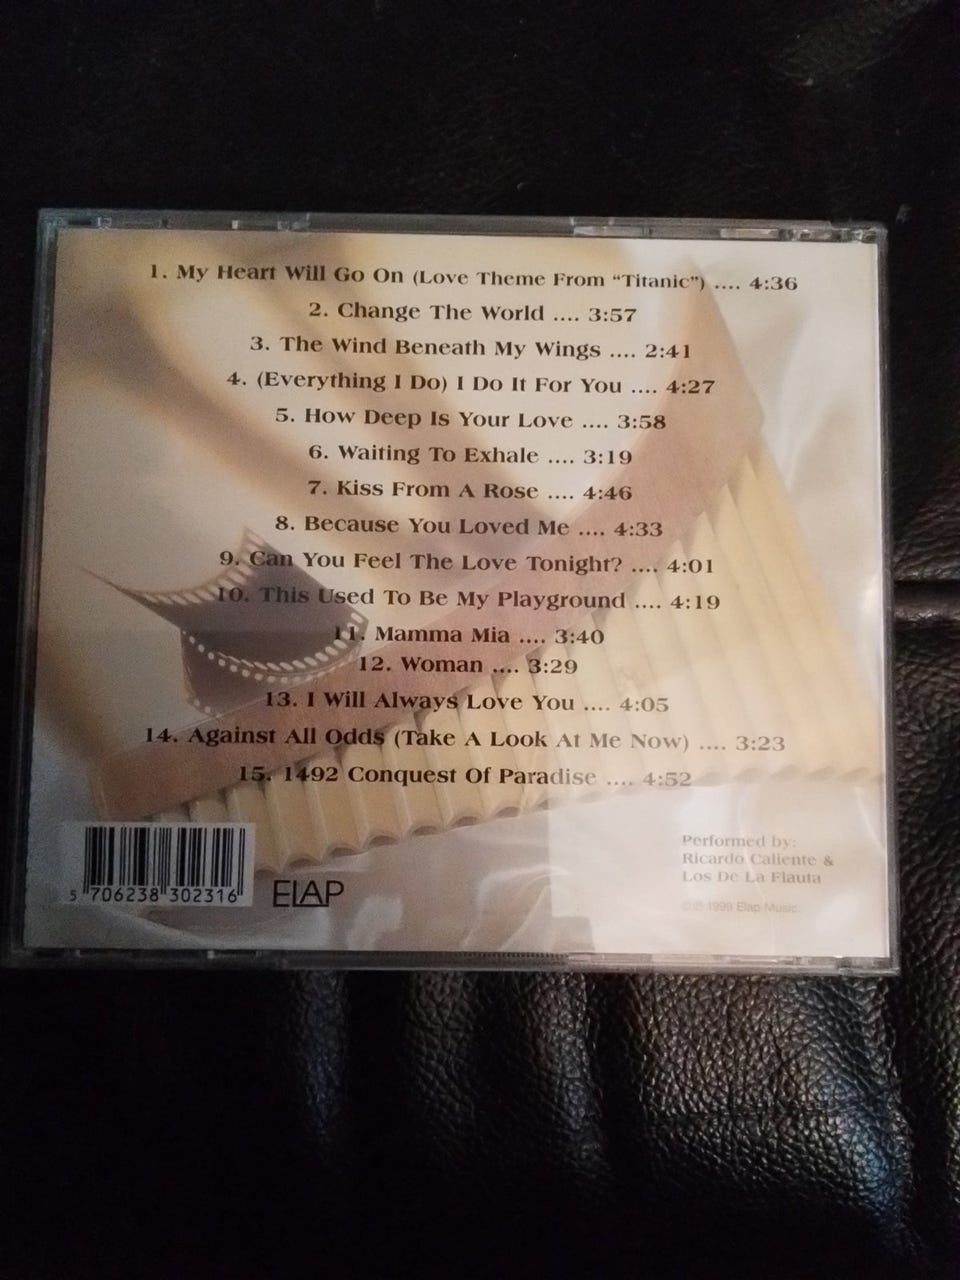 1. My Heart Will Go On (Love Theme From "Titanic") .... 4:36
2. Change The World .... 3:57
3. The Wind Beneath My Wings .... 2:41
4. (Everything I Do) I Do It For You .... 4:27
5. How Deep Is Your Love .... 3:58
6. Waiting To Exhale .... 3:19
7. Kiss From A Rose .... 4:46
8. Because You Loved Me .... 4:33
9. Can You Feel The Love Tonight? .... 4:01
10. This Used To Be My Playground .... 4:19
11. Mamma Mia .... 3:40
12. Woman .... 3:29
13. I Will Always Love You .... 4:05
14. Against All Odds (Take A Look At Me Now) .... 3:23
15. 1492 Conquest Of Paradise .... 4:52
Performed by:
Ricardo Caliente &
Los De La Flauta
©℗ 1999 Elap Music.
5 706238 302316
ELAP